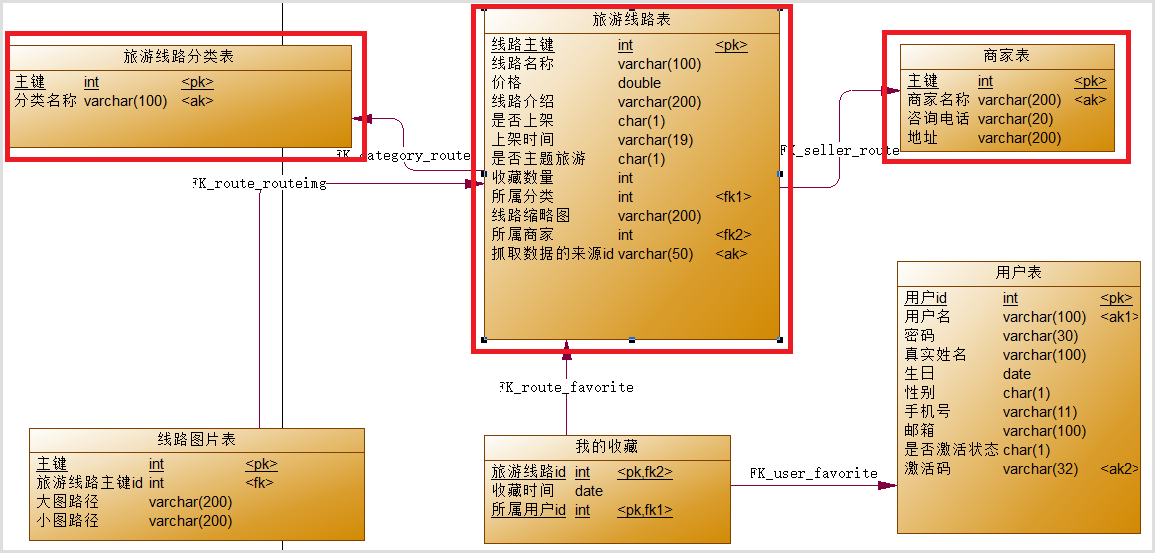 旅游线路分类表
主键 int <pk>
分类名称 varchar(100) <ak>
旅游线路表
线路主键 int <pk>
线路名称 varchar(100)
价格 double
线路介绍 varchar(200)
是否上架 char(1)
上架时间 varchar(19)
是否主题旅游 char(1)
收藏数量 int
所属分类 int <fk1>
线路缩略图 varchar(200)
所属商家 int <fk2>
抓取数据的来源id varchar(50) <ak>
商家表
主键 int <pk>
商家名称 varchar(200) <ak>
咨询电话 varchar(20)
地址 varchar(200)
FK_category_route
FK_seller_route
FK_route_routeimg
用户表
用户id int <pk>
用户名 varchar(100) <ak1>
密码 varchar(30)
真实姓名 varchar(100)
生日 date
性别 char(1)
手机号 varchar(11)
邮箱 varchar(100)
是否激活状态 char(1)
激活码 varchar(32) <ak2>
FK_route_favorite
线路图片表
主键 int <pk>
旅游线路主键id int <fk>
大图路径 varchar(200)
小图路径 varchar(200)
我的收藏
旅游线路id int <pk,fk2>
收藏时间 date
所属用户id int <pk,fk1>
FK_user_favorite